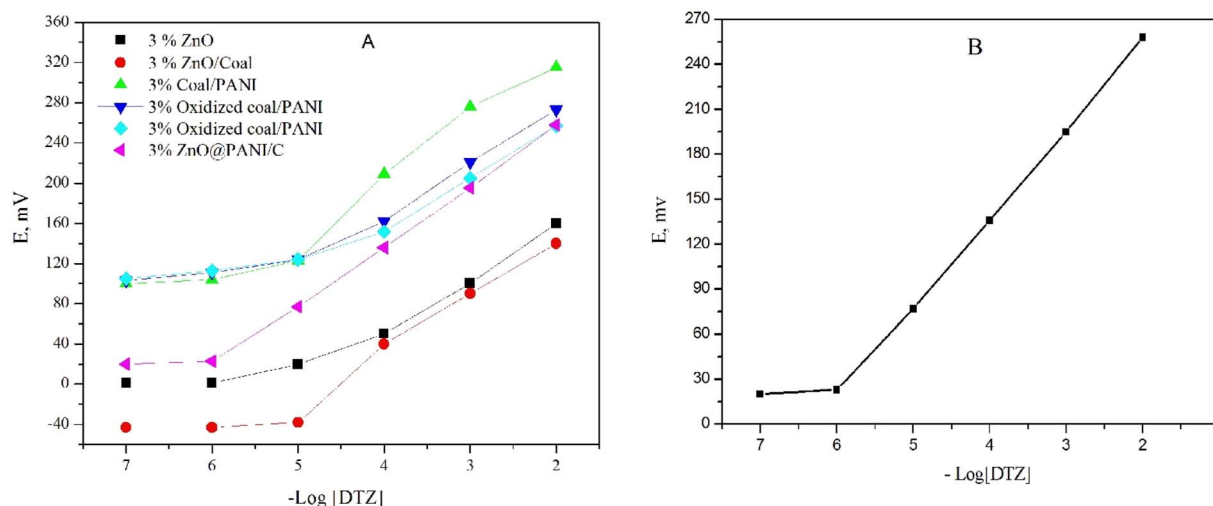 A
3 % ZnO
3 % ZnO/Coal
3% Coal/PANI
3% Oxidized coal/PANI
3% Oxidized coal/PANI
3% ZnO@PANI/C
360
320
280
240
200
160
120
80
40
0
-40
E, mV
7 6 5 4 3 2
-Log [DTZ]
B
270
240
210
180
150
120
90
60
30
0
E, mv
7 6 5 4 3 2
- Log[DTZ]